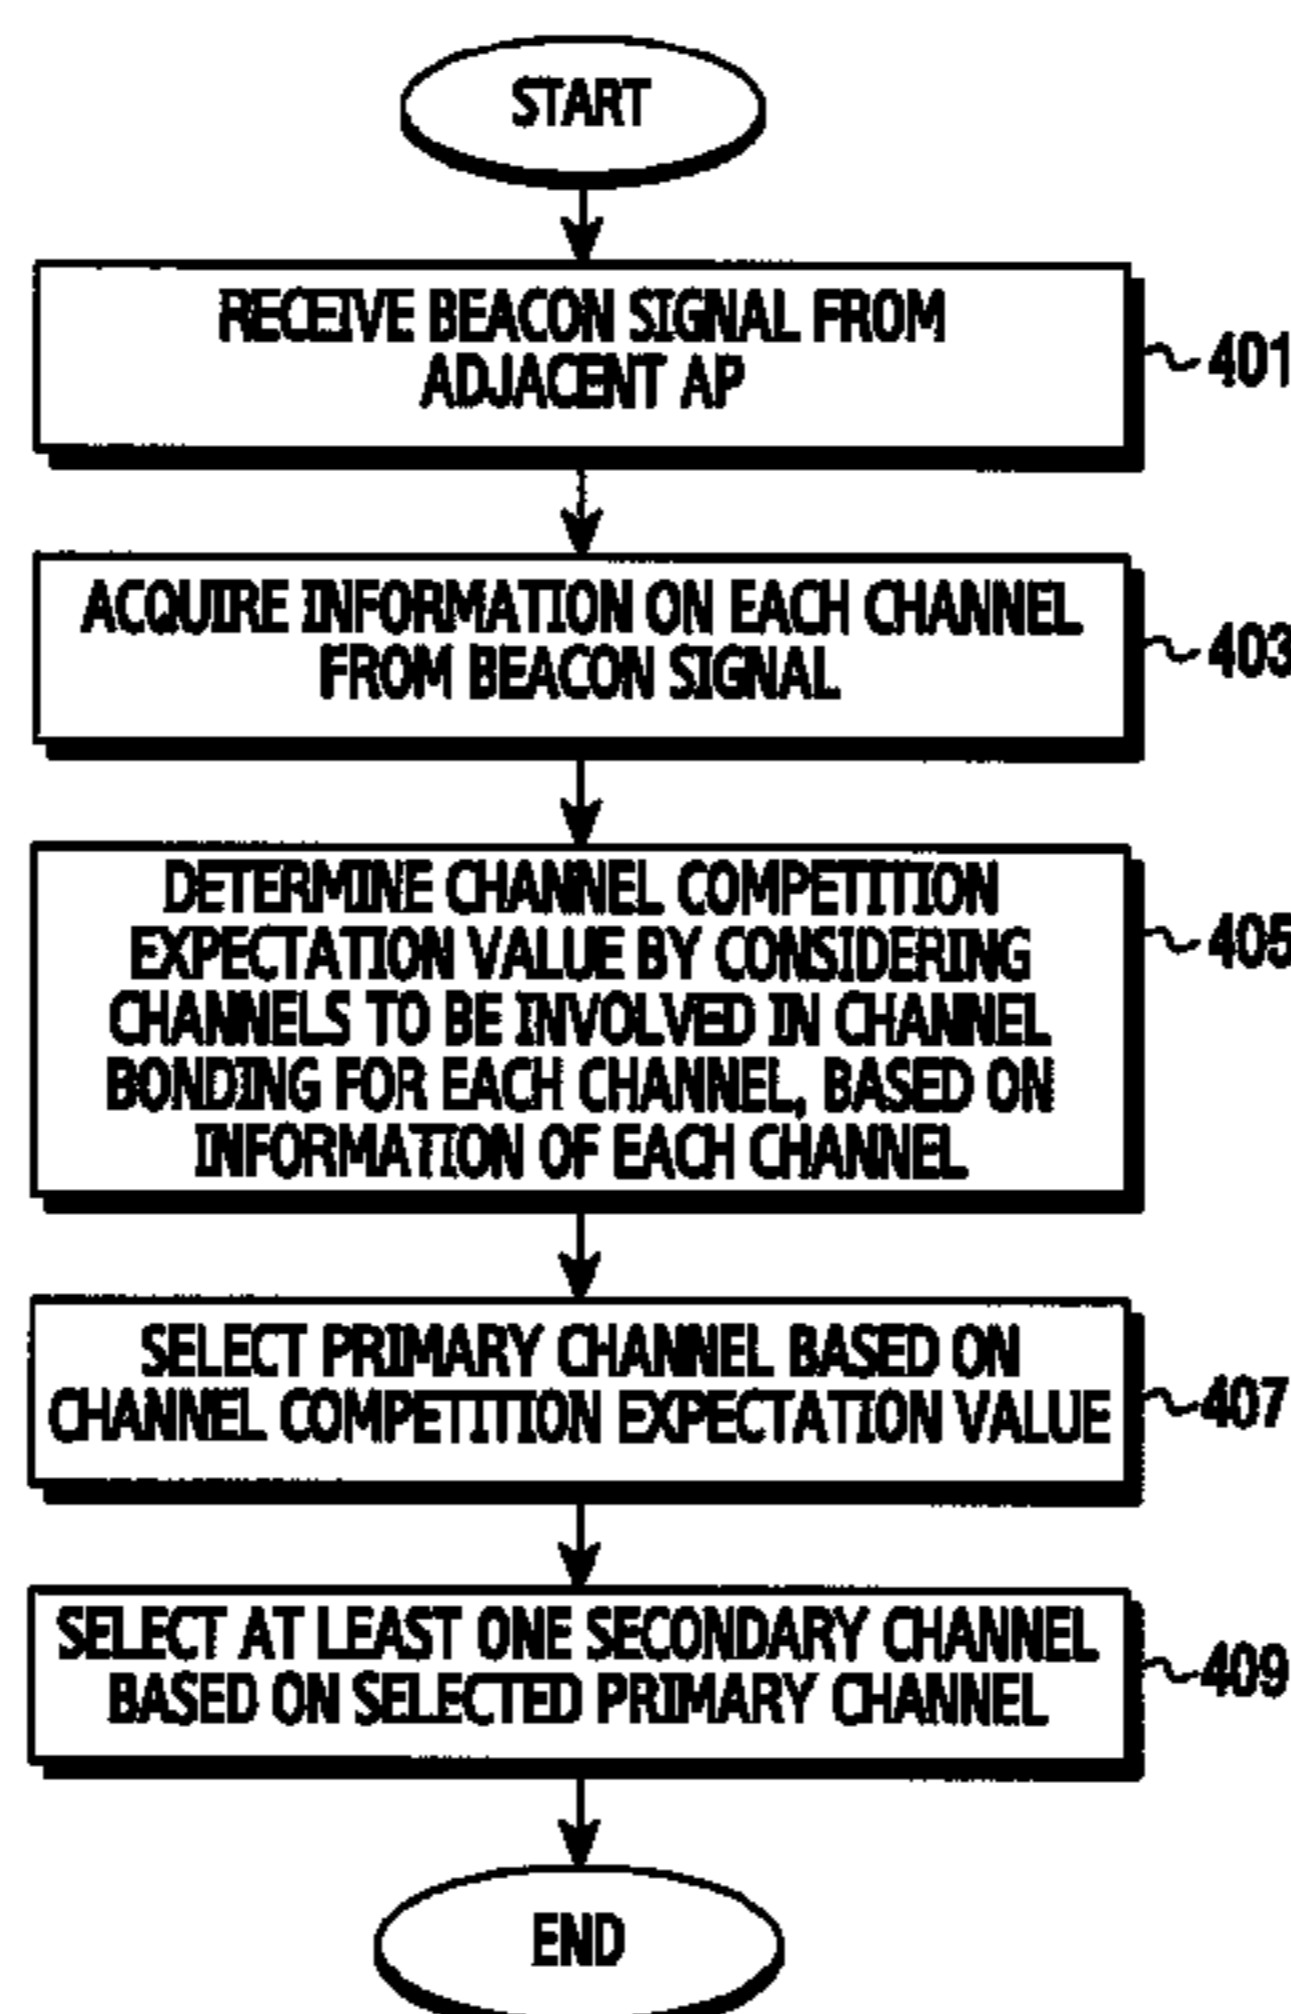 START
RECEIVE BEACON SIGNAL FROM
ADJACENT AP
401
ACQUIRE INFORMATION ON EACH CHANNEL
FROM BEACON SIGNAL
403
DETERMINE CHANNEL COMPETITION
EXPECTATION VALUE BY CONSIDERING
CHANNELS TO BE INVOLVED IN CHANNEL
BONDING FOR EACH CHANNEL, BASED ON
INFORMATION OF EACH CHANNEL
405
SELECT PRIMARY CHANNEL BASED ON
CHANNEL COMPETITION EXPECTATION VALUE
407
SELECT AT LEAST ONE SECONDARY CHANNEL
BASED ON SELECTED PRIMARY CHANNEL
409
END